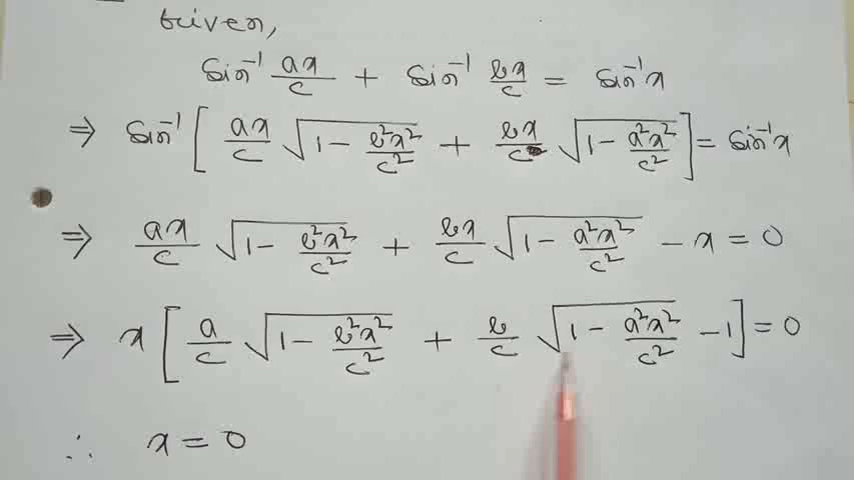 Given,
Sin⁻¹ ax/c + Sin⁻¹ bx/c = Sin⁻¹x
⇒ Sin⁻¹ [ ax/c √(1 - b²x²/c²) + bx/c √(1 - a²x²/c²) ] = Sin⁻¹x
⇒ ax/c √(1 - b²x²/c²) + bx/c √(1 - a²x²/c²) - x = 0
⇒ x [ a/c √(1 - b²x²/c²) + b/c √(1 - a²x²/c²) - 1 ] = 0
∴ x = 0